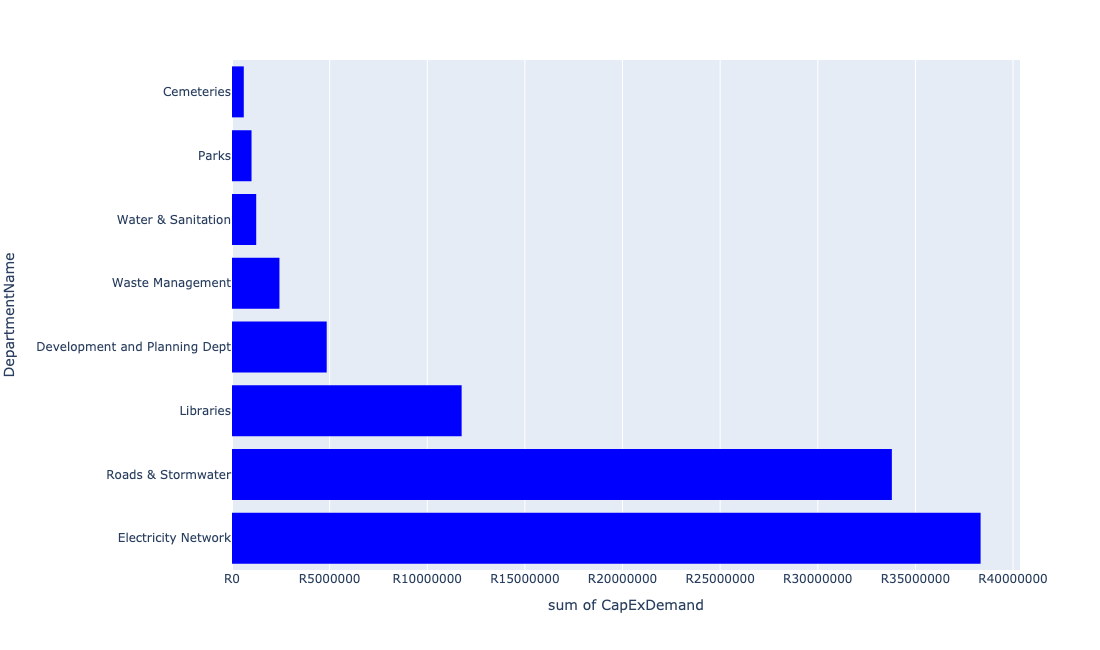 Cemeteries
Parks
Water & Sanitation
Waste Management
Development and Planning Dept
Libraries
Roads & Stormwater
Electricity Network
DepartmentName
R0 R5000000 R10000000 R15000000 R20000000 R25000000 R30000000 R35000000 R40000000
sum of CapExDemand